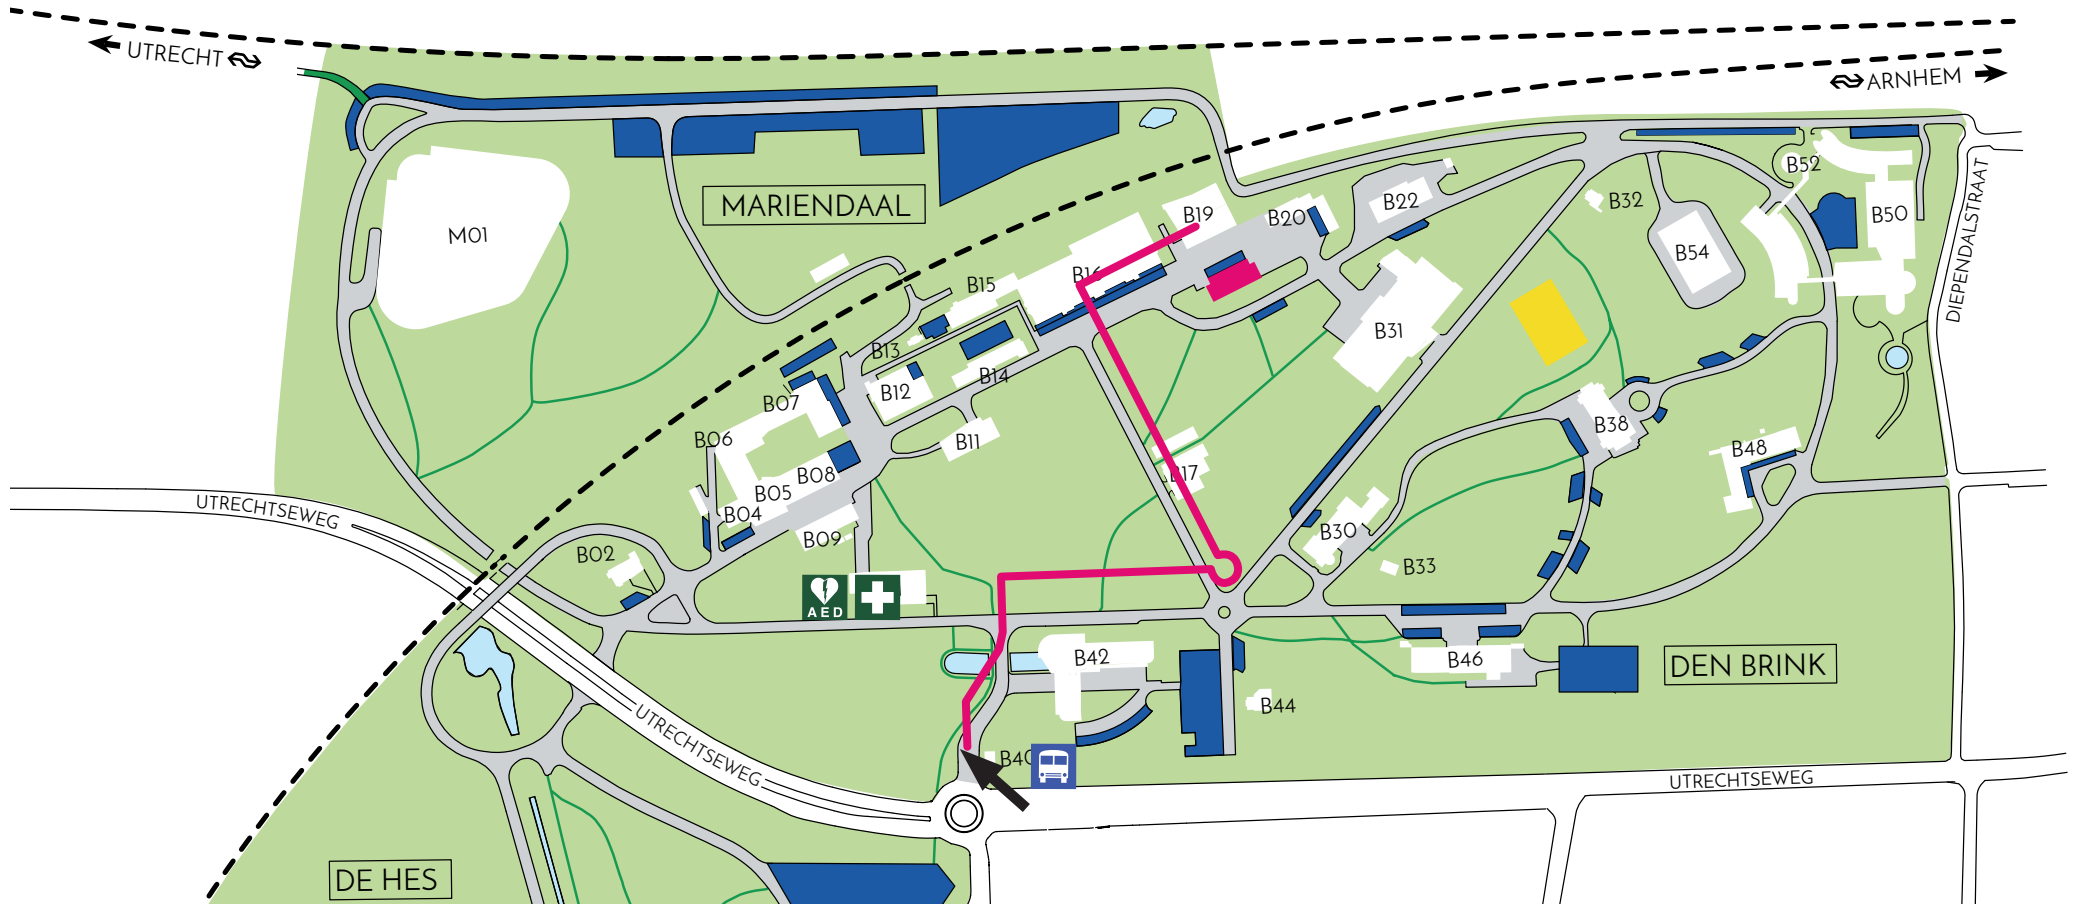 UTRECHT
ARNHEM
B52
MARIENDAAL
B22
B32
B19
B20
B50
M01
DIEPENDALSTRAAT
B54
B16
B15
B31
B13
B14
B12
B07
B38
B06
B11
B48
B17
B08
B05
UTRECHTSEWEG
B04
B30
B09
B02
B33
AED
B42
B46
DEN BRINK
B44
UTRECHTSEWEG
B40
UTRECHTSEWEG
DE HES